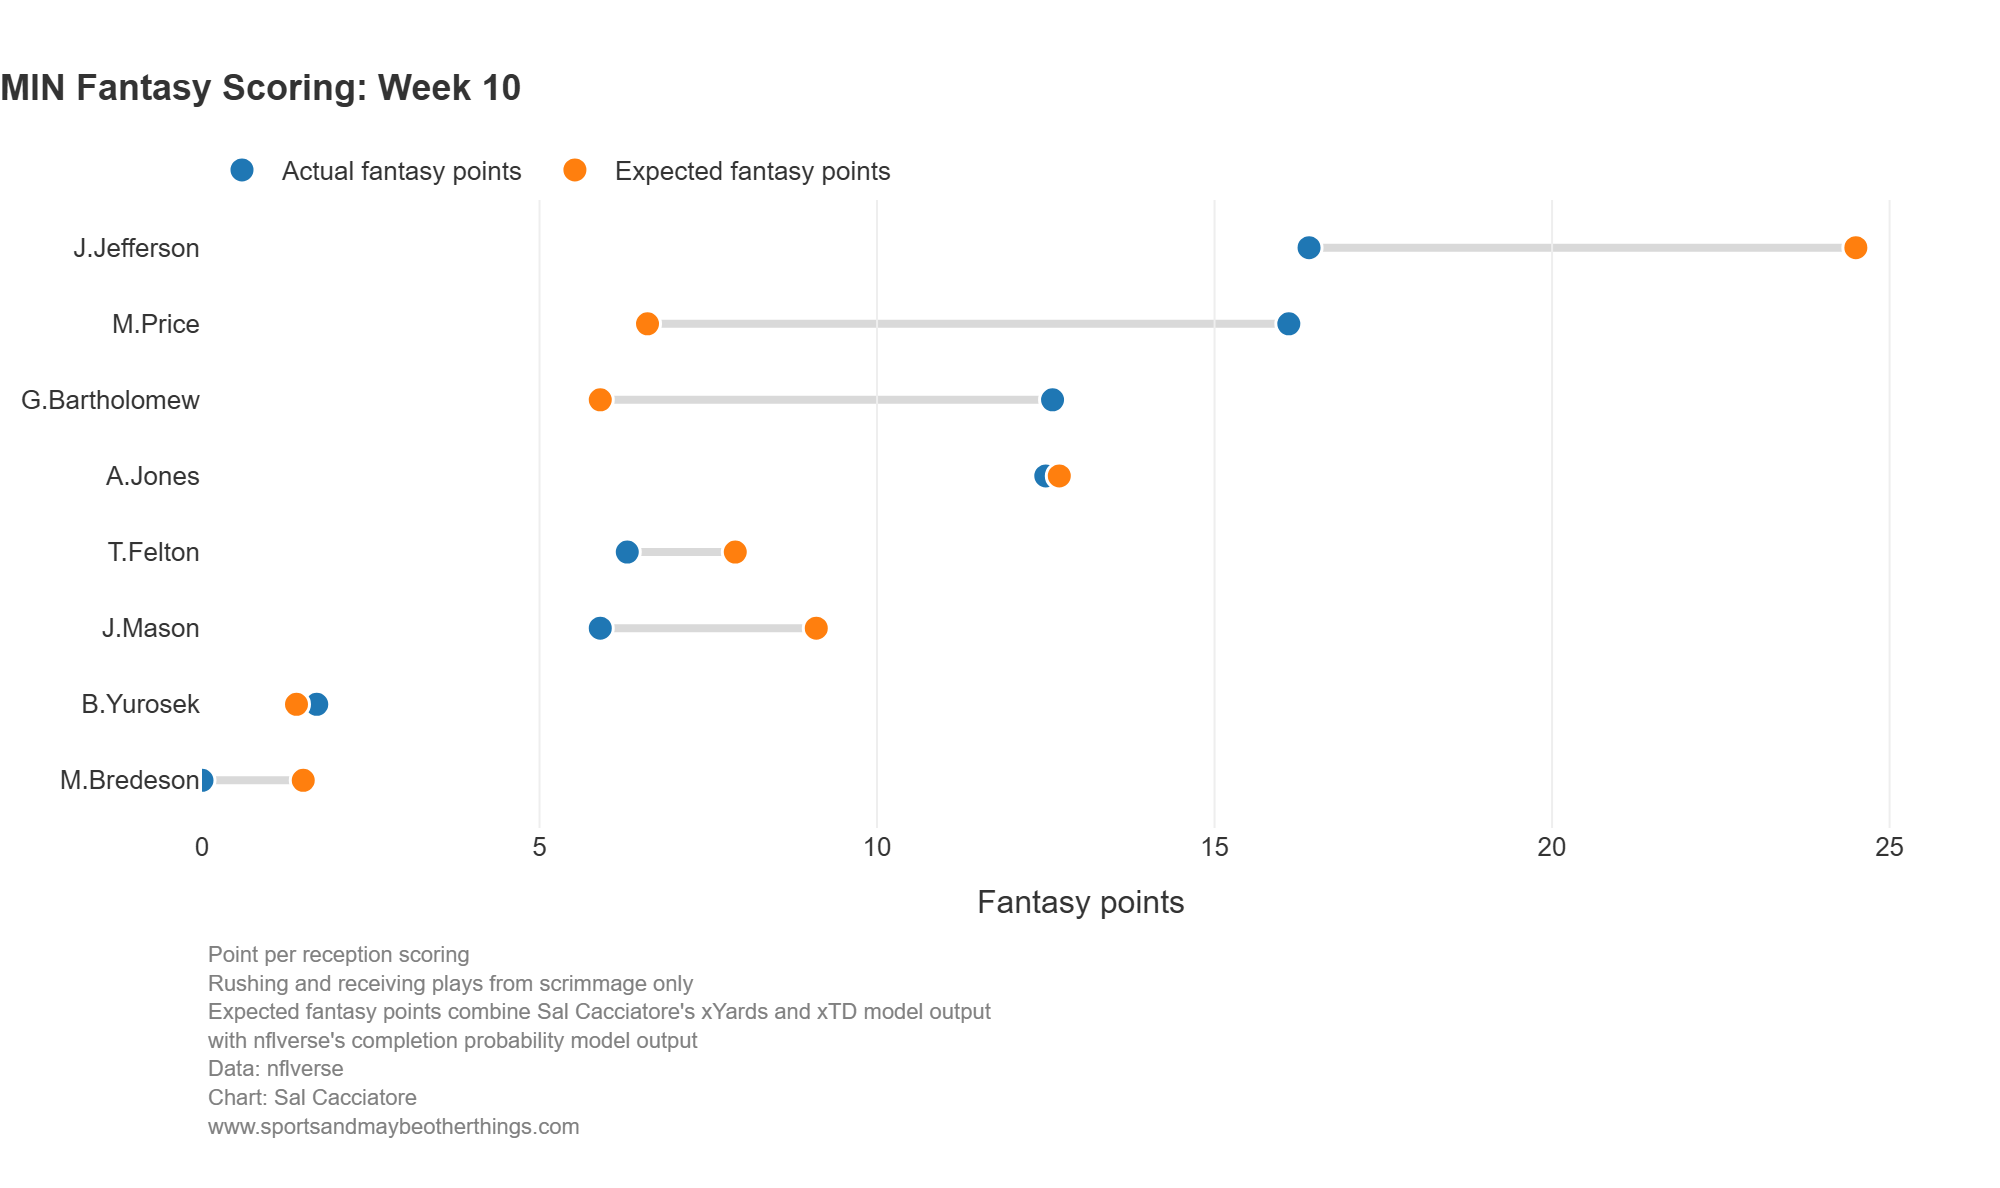 MIN Fantasy Scoring: Week 10
Actual fantasy points
Expected fantasy points
J.Jefferson
M.Price
G.Bartholomew
A.Jones
T.Felton
J.Mason
B.Yurosek
M.Bredeson
0 5 10 15 20 25
Fantasy points
Point per reception scoring
Rushing and receiving plays from scrimmage only
Expected fantasy points combine Sal Cacciatore's xYards and xTD model output
with nflverse's completion probability model output
Data: nflverse
Chart: Sal Cacciatore
www.sportsandmaybeotherthings.com